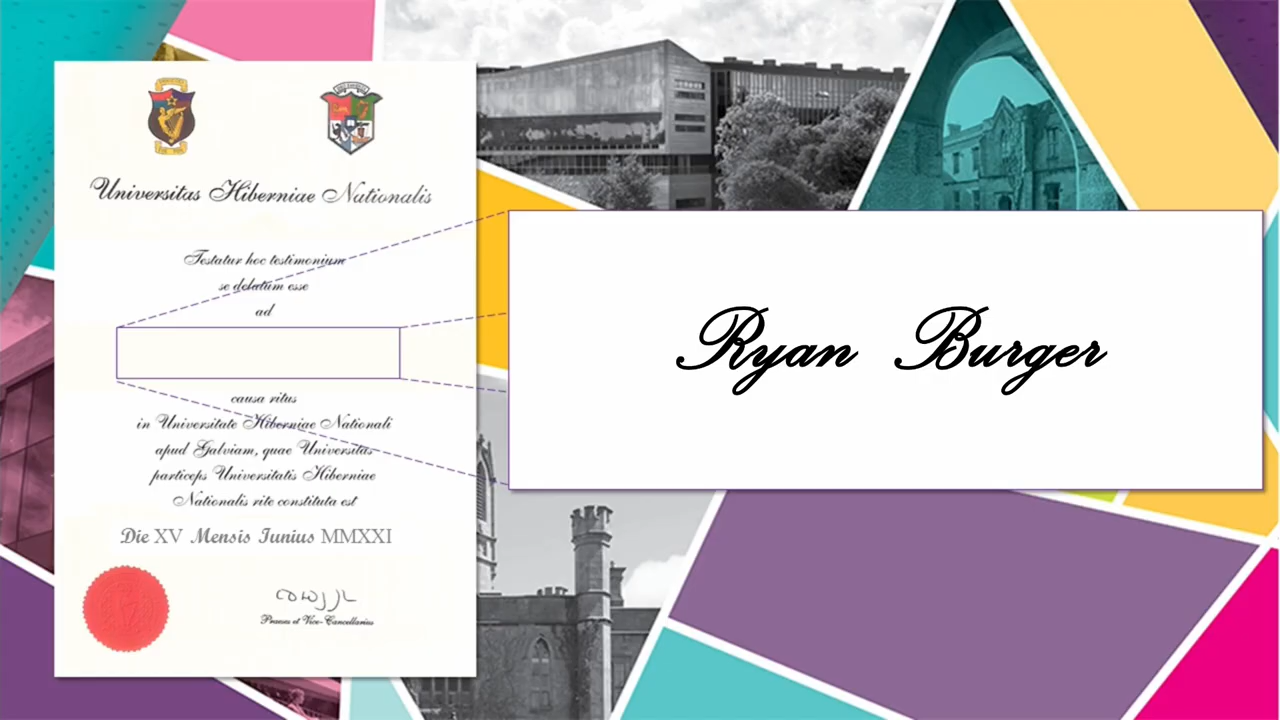 Universitas Hiberniae Nationalis
Testatur hoc testimonium
se delatum esse
ad
Ryan Burger
causa ritus
in Universitate Hiberniae Nationali
apud Galviam, quae Universitas
particeps Universitatis Hiberniae
Nationalis rite constituta est
Die XV Mensis Iunius MMXXI
Praeses et Vice-Cancellarius